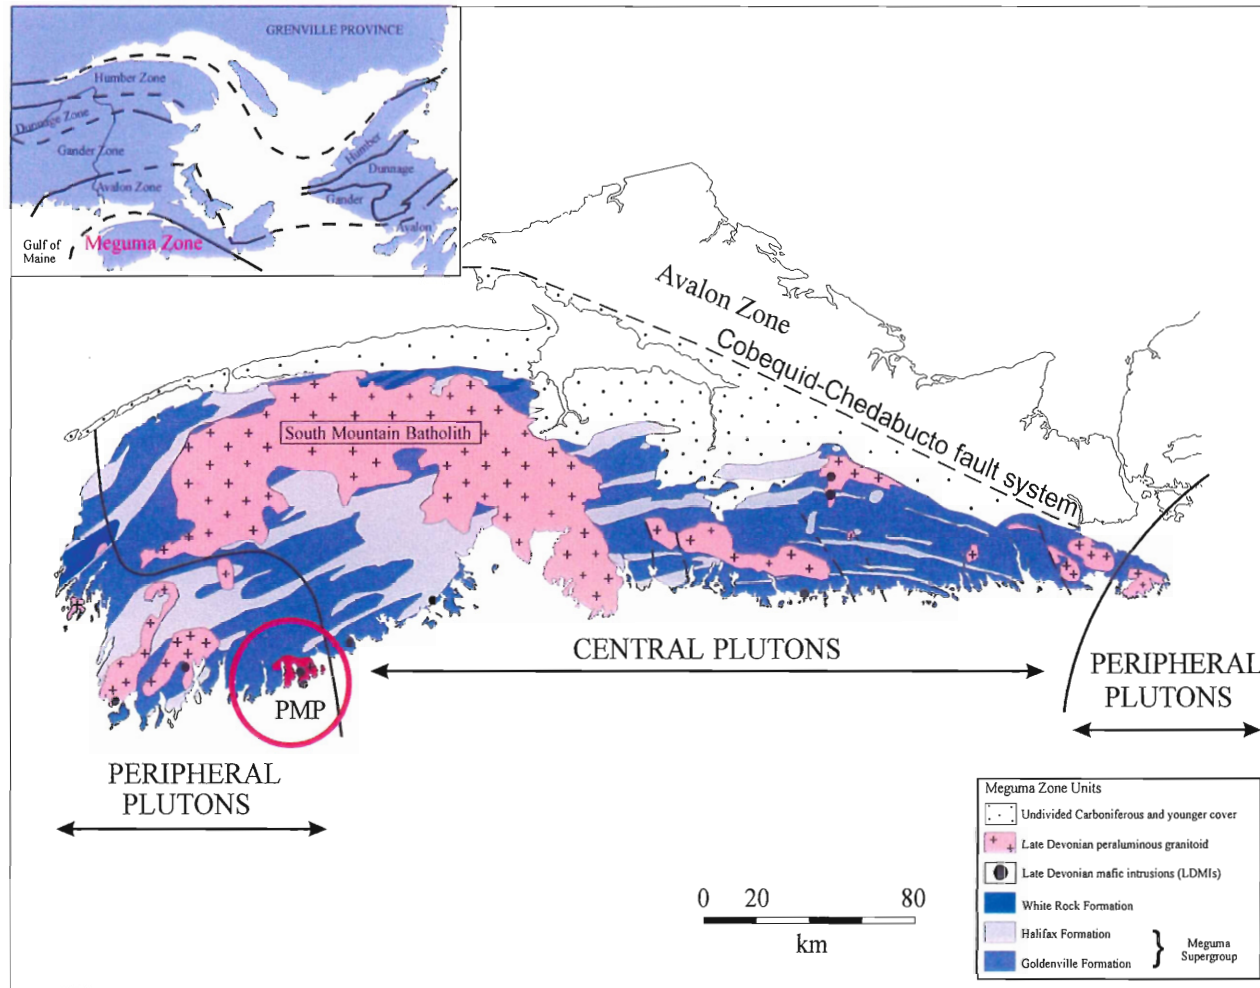 GRENVILLE PROVINCE
Humber Zone
Dunnage Zone
Gander Zone
Avalon Zone
Humber
Dunnage
Gander
Avalon
Gulf of
Maine
Meguma Zone
Avalon Zone
Cobequid-Chedabucto fault system
South Mountain Batholith
CENTRAL PLUTONS
PERIPHERAL
PLUTONS
PMP
PERIPHERAL
PLUTONS
Meguma Zone Units
Undivided Carboniferous and younger cover
Late Devonian peraluminous granitoid
Late Devonian mafic intrusions (LDMIs)
White Rock Formation
Halifax Formation
Goldenville Formation
} Meguma
Supergroup
0 20 80
km